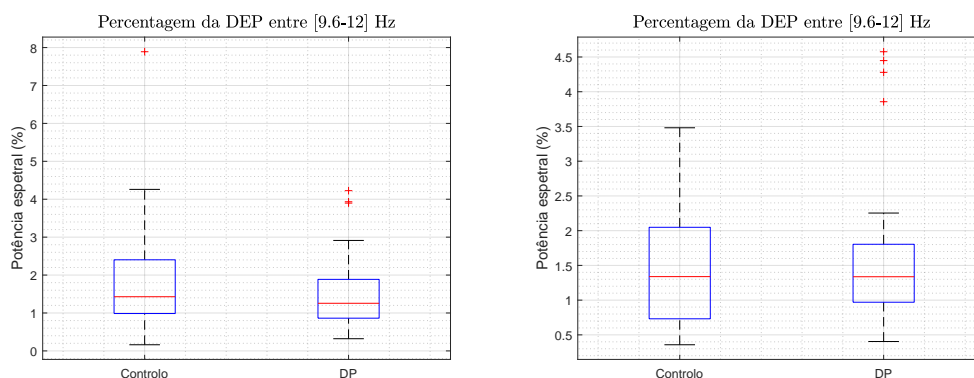 Percentagem da DEP entre [9.6-12] Hz
Potência espetral (%)
8
7
6
5
4
3
2
1
0
Controlo
DP
Percentagem da DEP entre [9.6-12] Hz
Potência espetral (%)
4.5
4
3.5
3
2.5
2
1.5
1
0.5
Controlo
DP